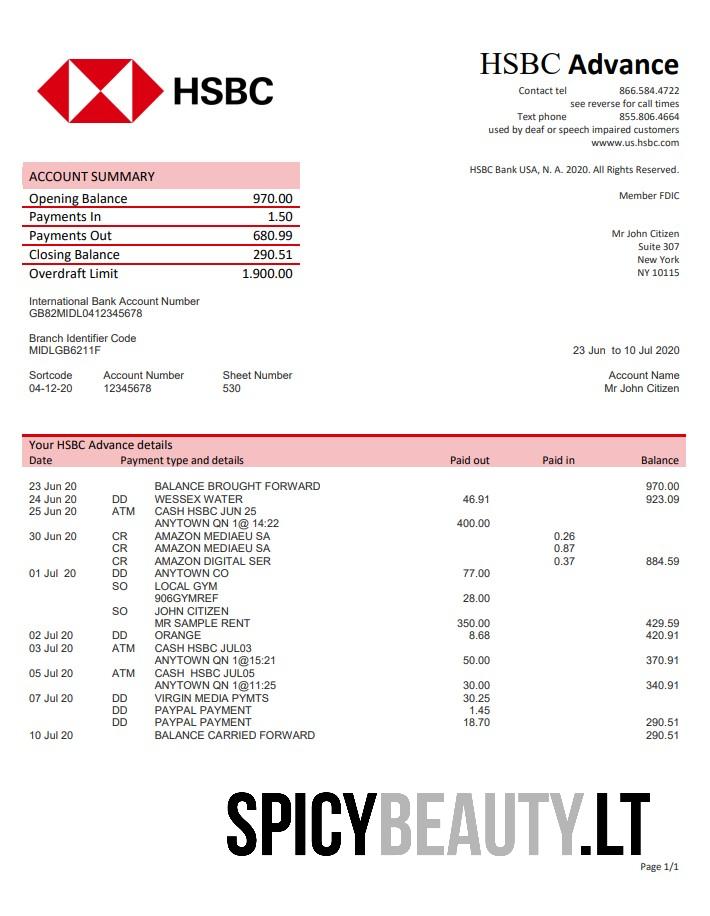 HSBC
HSBC Advance
Contact tel 866.584.4722
see reverse for call times
Text phone 855.806.4664
used by deaf or speech impaired customers
wwww.us.hsbc.com
HSBC Bank USA, N. A. 2020. All Rights Reserved.
Member FDIC
ACCOUNT SUMMARY
Opening Balance 970.00
Payments In 1.50
Payments Out 680.99
Closing Balance 290.51
Overdraft Limit 1.900.00
Mr John Citizen
Suite 307
New York
NY 10115
International Bank Account Number
GB82MIDL0412345678
Branch Identifier Code
MIDLGB6211F
23 Jun to 10 Jul 2020
Sortcode Account Number Sheet Number
04-12-20 12345678 530
Account Name
Mr John Citizen
Your HSBC Advance details
Date Payment type and details Paid out Paid in Balance
23 Jun 20 BALANCE BROUGHT FORWARD 970.00
24 Jun 20 DD WESSEX WATER 46.91 923.09
25 Jun 20 ATM CASH HSBC JUN 25
ANYTOWN QN 1@ 14:22 400.00
30 Jun 20 CR AMAZON MEDIAEU SA 0.26
CR AMAZON MEDIAEU SA 0.87
CR AMAZON DIGITAL SER 0.37 884.59
01 Jul 20 DD ANYTOWN CO 77.00
SO LOCAL GYM
906GYMREF 28.00
SO JOHN CITIZEN
MR SAMPLE RENT 350.00 429.59
02 Jul 20 DD ORANGE 8.68 420.91
03 Jul 20 ATM CASH HSBC JUL03
ANYTOWN QN 1@15:21 50.00 370.91
05 Jul 20 ATM CASH HSBC JUL05
ANYTOWN QN 1@11:25 30.00 340.91
07 Jul 20 DD VIRGIN MEDIA PYMTS 30.25
DD PAYPAL PAYMENT 1.45
DD PAYPAL PAYMENT 18.70 290.51
10 Jul 20 BALANCE CARRIED FORWARD 290.51
SPICYBEAUTY.LT
Page 1/1